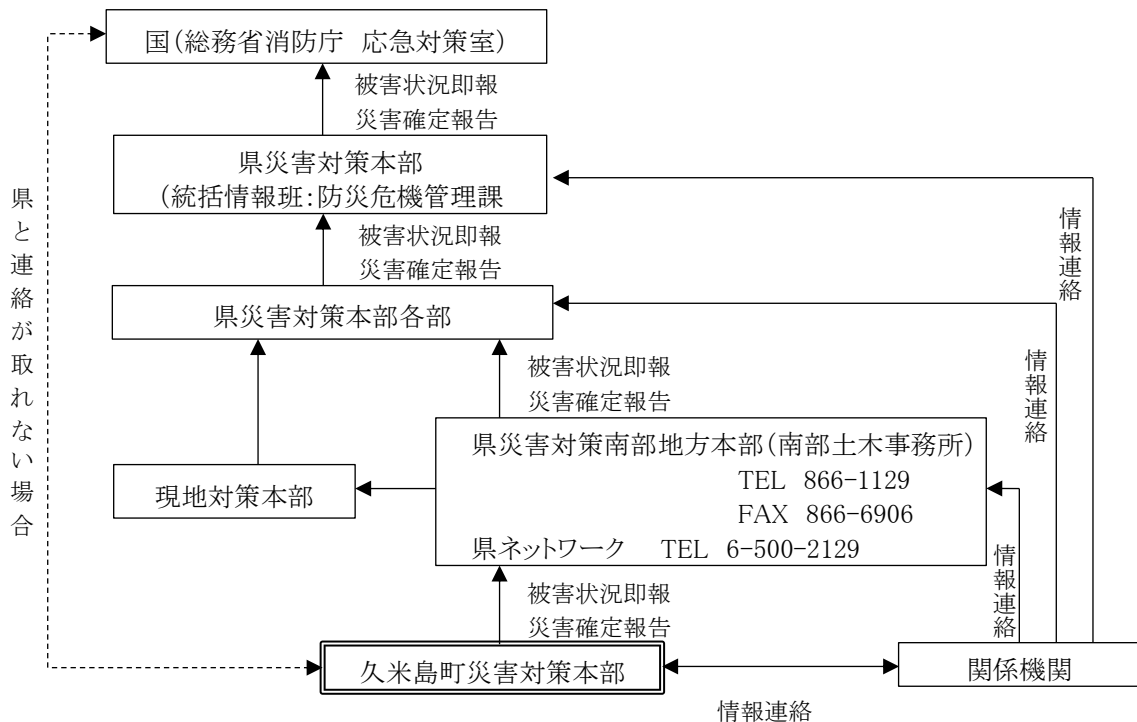 国(総務省消防庁　応急対策室)
被害状況即報
災害確定報告
県災害対策本部
(統括情報班:防災危機管理課
被害状況即報
災害確定報告
県災害対策本部各部
被害状況即報
災害確定報告
県災害対策南部地方本部(南部土木事務所)
TEL 866-1129
FAX 866-6906
県ネットワーク　TEL 6-500-2129
現地対策本部
被害状況即報
災害確定報告
久米島町災害対策本部
関係機関
情報連絡
県と連絡が取れない場合
情報連絡
情報連絡
情報連絡